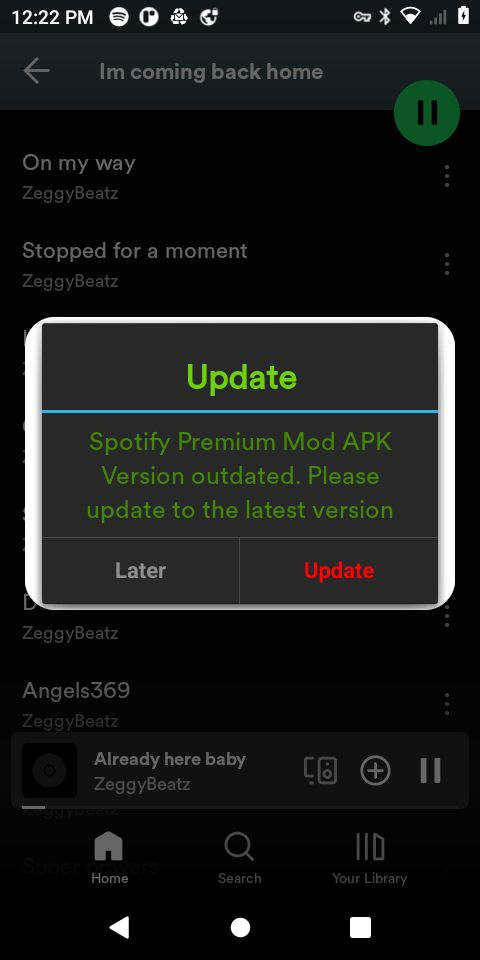 12:22 PM
Im coming back home
On my way
ZeggyBeatz
Stopped for a moment
ZeggyBeatz
Update
Spotify Premium Mod APK
Version outdated. Please
update to the latest version
Later
Update
ZeggyBeatz
Angels369
ZeggyBeatz
Already here baby
ZeggyBeatz
ZeggyBeatz
Super powers
Home
Search
Your Library